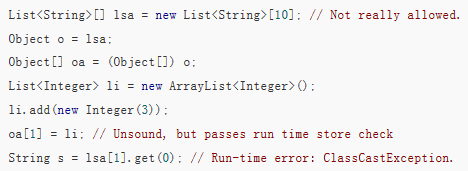 List<String>[] lsa = new List<String>[10]; // Not really allowed.
Object o = lsa;
Object[] oa = (Object[]) o;
List<Integer> li = new ArrayList<Integer>();
li.add(new Integer(3));
oa[1] = li; // Unsound, but passes run time store check
String s = lsa[1].get(0); // Run-time error: ClassCastException.